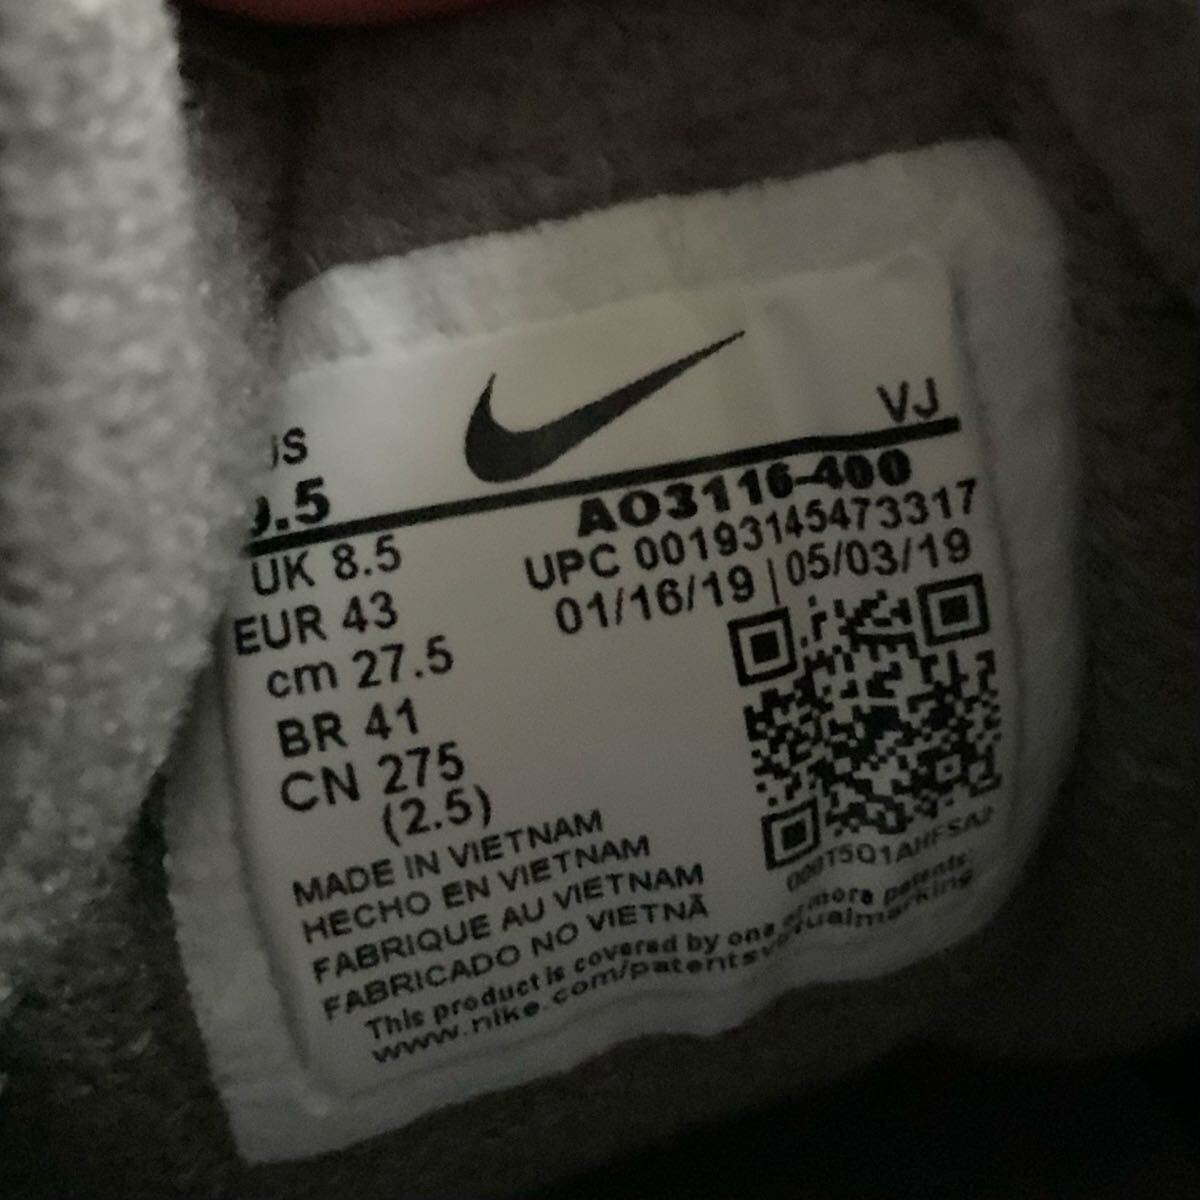 US
9.5
VJ
AO3116-400
UPC 00193145473317
01/16/19 | 05/03/19
UK 8.5
EUR 43
cm 27.5
BR 41
CN 275
(2.5)
MADE IN VIETNAM
HECHO EN VIETNAM
FABRIQUE AU VIETNAM
FABRICADO NO VIETNÃ
This product is covered by one or more patents:
www.nike.com/patentsvirtualmarking